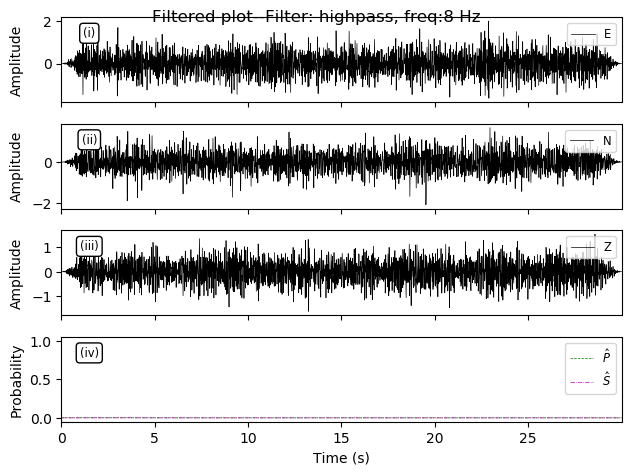 Filtered plot--Filter: highpass, freq:8 Hz
Amplitude
2
0
(i)
E
Amplitude
0
−2
(ii)
N
Amplitude
1
0
−1
(iii)
Z
Probability
1.0
0.5
0.0
(iv)
P̂
Ŝ
0 5 10 15 20 25
Time (s)